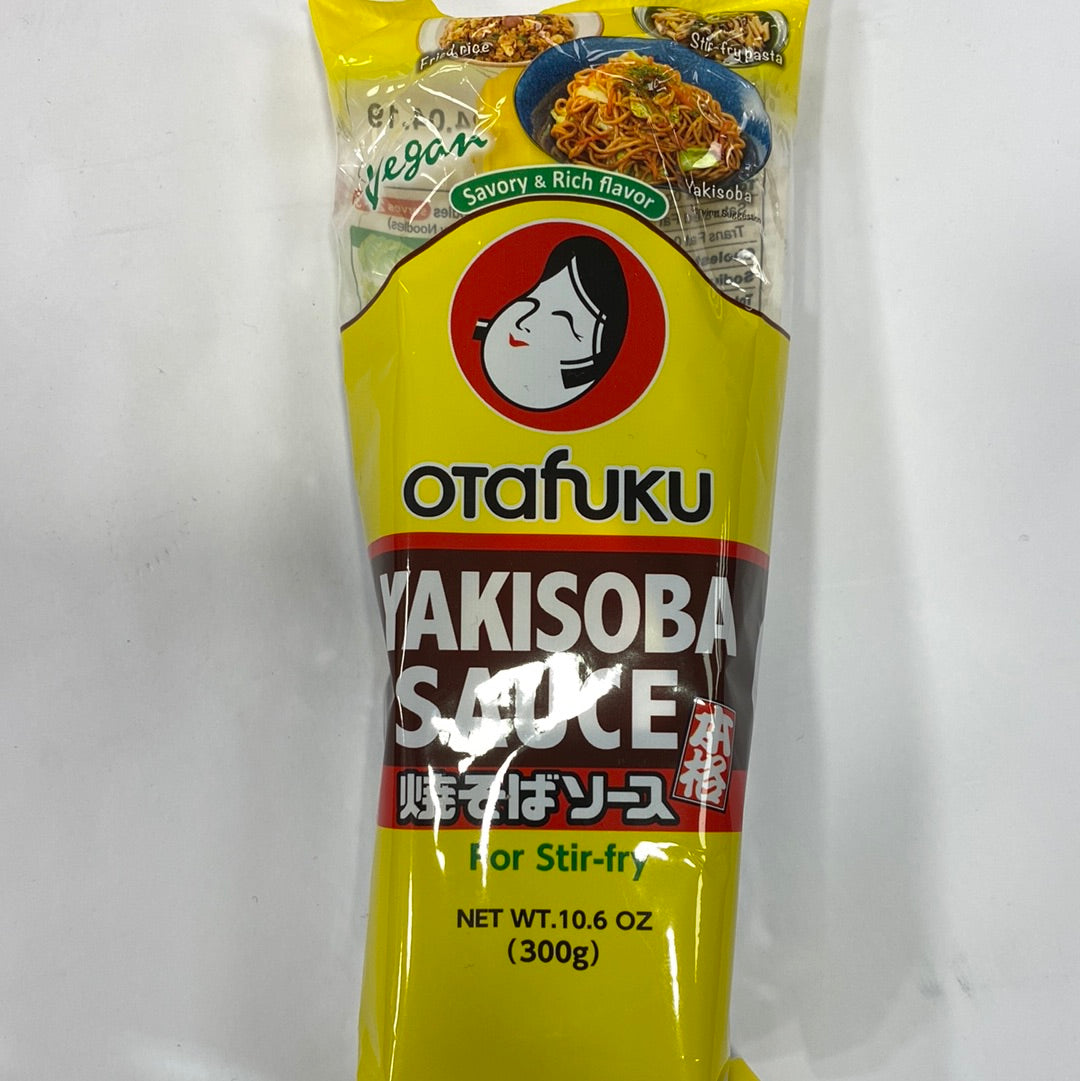 Fried rice
Stir-fry pasta
vegan
Yakisoba
Savory & Rich flavor
OTAFUKU
YAKISOBA
SAUCE
本格
焼そばソース
For Stir-fry
NET WT.10.6 OZ
(300g)